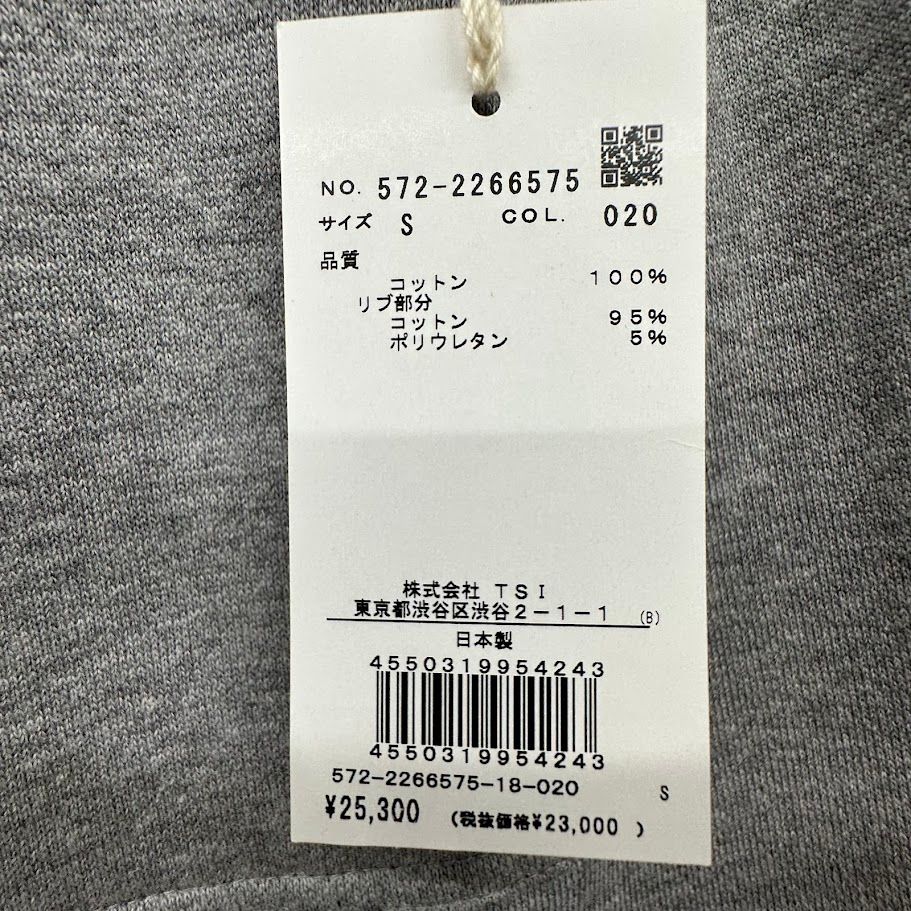 NO. 572-2266575
サイズ S COL. 020
品質
コットン 100%
リブ部分
コットン 95%
ポリウレタン 5%
株式会社 TSI
東京都渋谷区渋谷2-1-1 (B)
日本製
4550319954243
4550319954243
572-2266575-18-020 S
¥25,300 (税抜価格¥23,000 )